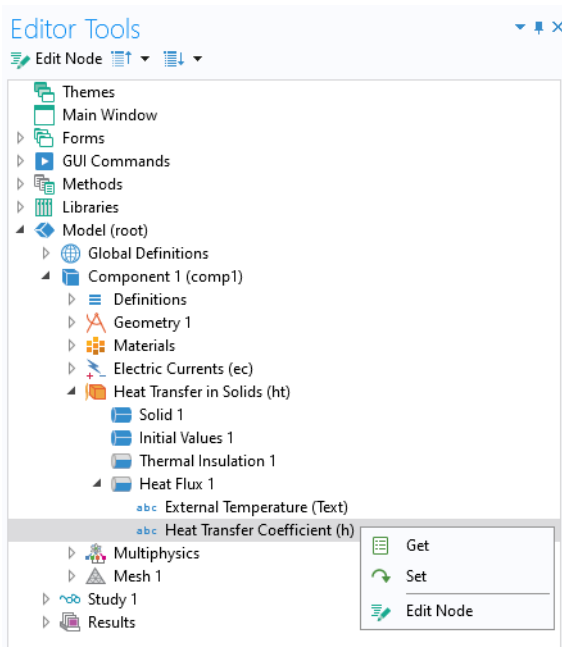 Editor Tools
Edit Node
Themes
Main Window
Forms
GUI Commands
Methods
Libraries
Model (root)
Global Definitions
Component 1 (comp1)
Definitions
Geometry 1
Materials
Electric Currents (ec)
Heat Transfer in Solids (ht)
Solid 1
Initial Values 1
Thermal Insulation 1
Heat Flux 1
abc External Temperature (Text)
abc Heat Transfer Coefficient (h)
Get
Set
Edit Node
Multiphysics
Mesh 1
Study 1
Results